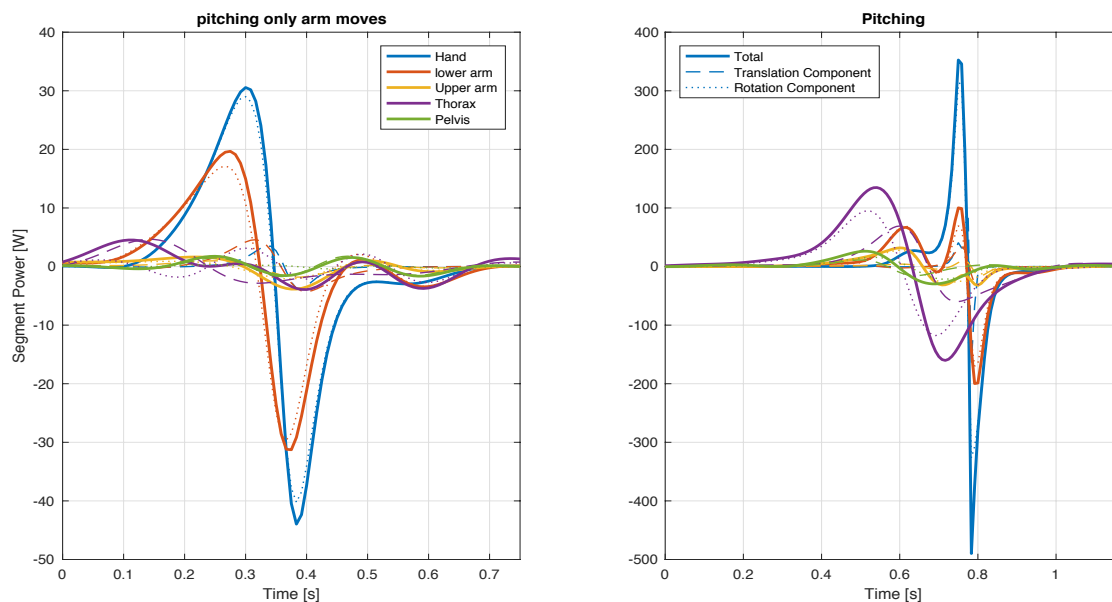 pitching only arm moves
Segment Power [W]
40
30
20
10
0
-10
-20
-30
-40
-50
Hand
lower arm
Upper arm
Thorax
Pelvis
0 0.1 0.2 0.3 0.4 0.5 0.6 0.7
Time [s]
Pitching
400
300
200
100
0
-100
-200
-300
-400
-500
Total
Translation Component
Rotation Component
0 0.2 0.4 0.6 0.8 1
Time [s]